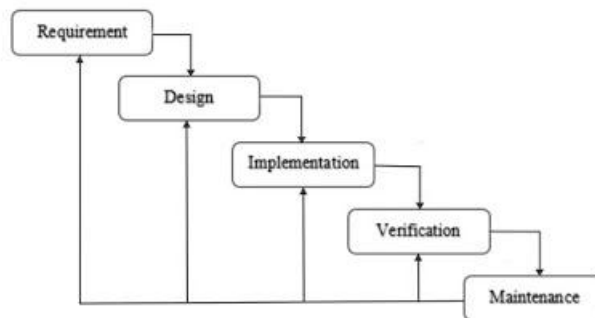 Requirement
Design
Implementation
Verification
Maintenance